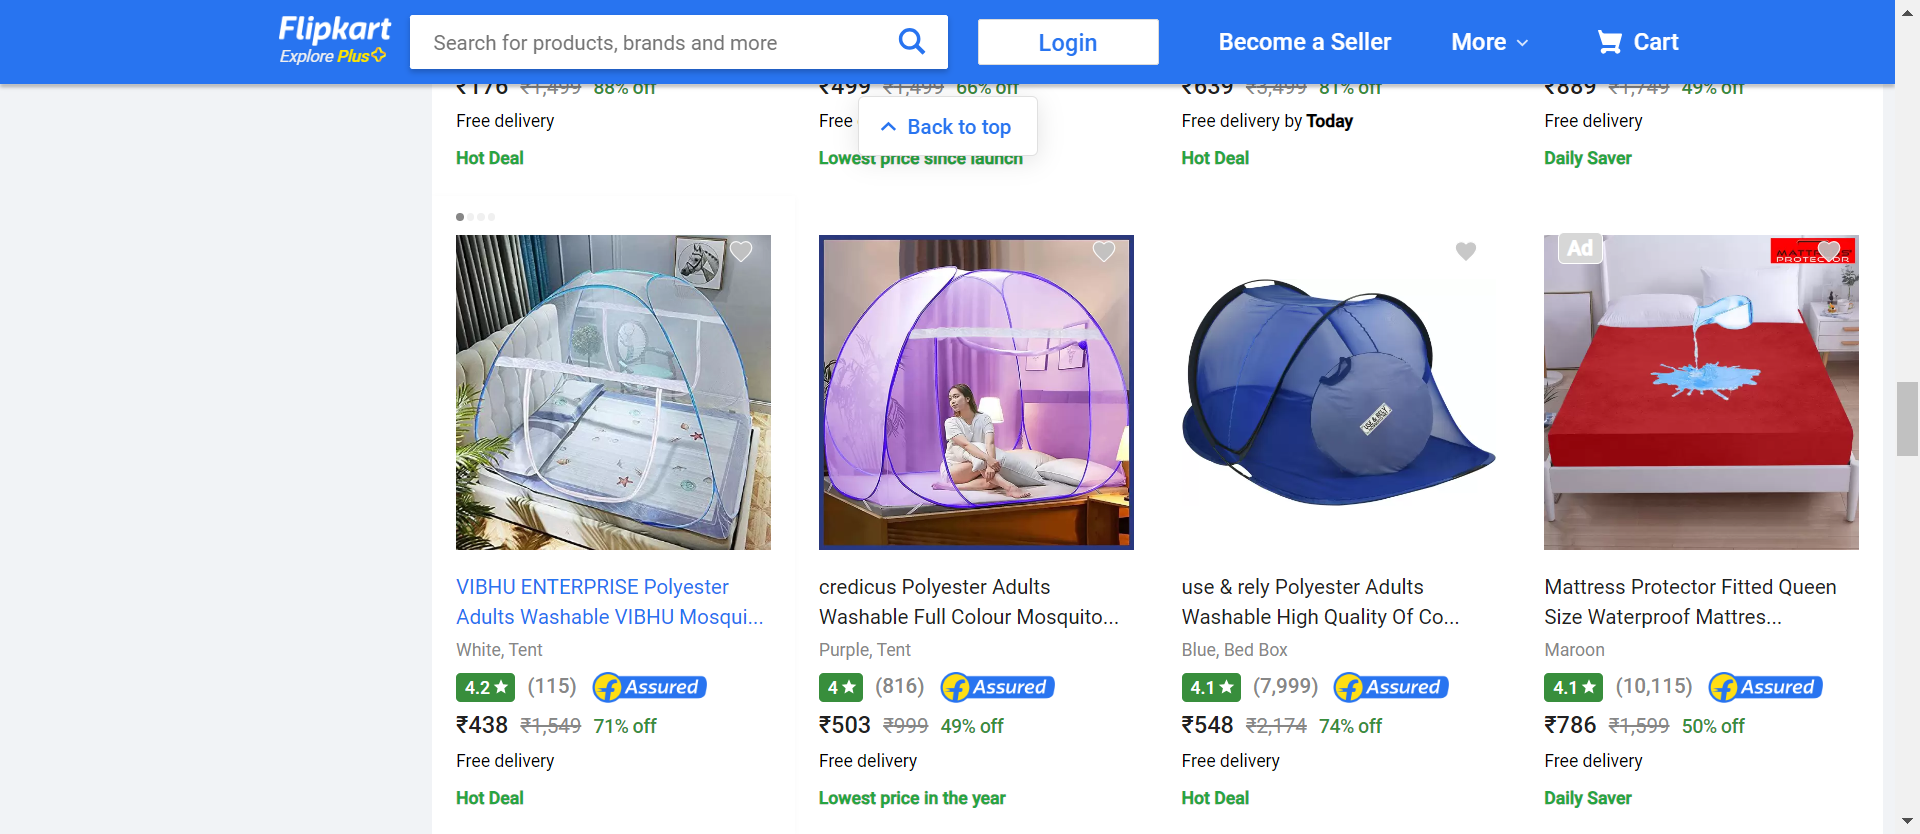 Flipkart
Explore Plus
Search for products, brands and more
Login
Become a Seller
More
Cart
₹176 ₹1,499 88% off
₹499 ₹1,499 66% off
₹639 ₹3,499 81% off
₹889 ₹1,749 49% off
Free delivery
Free
Back to top
Free delivery by Today
Free delivery
Hot Deal
Lowest price since launch
Hot Deal
Daily Saver
Ad
PROTECTOR
USE & RELY
VIBHU ENTERPRISE Polyester
Adults Washable VIBHU Mosqui...
White, Tent
4.2 (115) Assured
₹438 ₹1,549 71% off
Free delivery
Hot Deal
credicus Polyester Adults
Washable Full Colour Mosquito...
Purple, Tent
4 (816) Assured
₹503 ₹999 49% off
Free delivery
Lowest price in the year
use & rely Polyester Adults
Washable High Quality Of Co...
Blue, Bed Box
4.1 (7,999) Assured
₹548 ₹2,174 74% off
Free delivery
Hot Deal
Mattress Protector Fitted Queen
Size Waterproof Mattres...
Maroon
4.1 (10,115) Assured
₹786 ₹1,599 50% off
Free delivery
Daily Saver